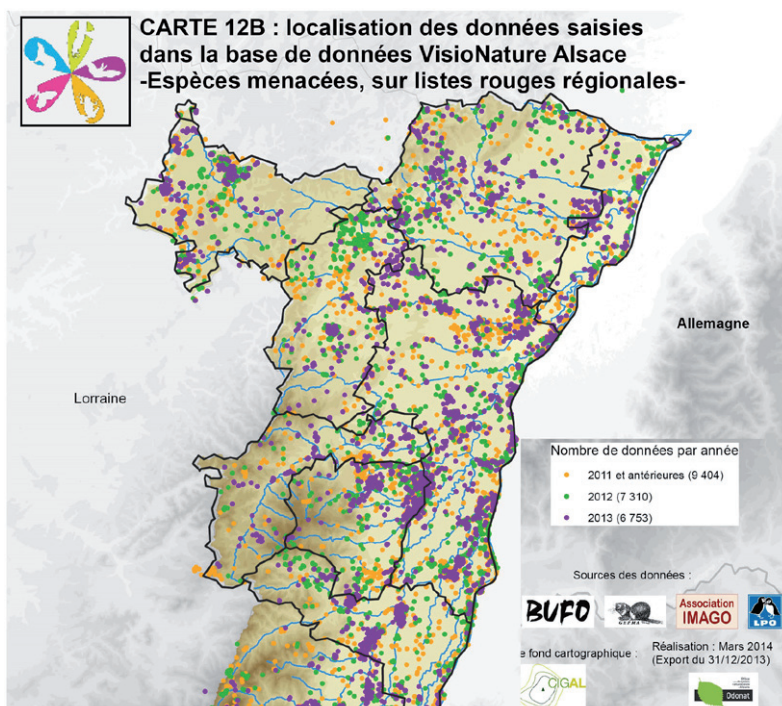 CARTE 12B : localisation des données saisies
dans la base de données VisioNature Alsace
-Espèces menacées, sur listes rouges régionales-
Allemagne
Lorraine
Nombre de données par année
2011 et antérieures (9 404)
2012 (7 310)
2013 (6 753)
Sources des données :
BUFO
Association
IMAGO
LPO
e fond cartographique :
Réalisation : Mars 2014
(Export du 31/12/2013)
CIGAL
Odonat